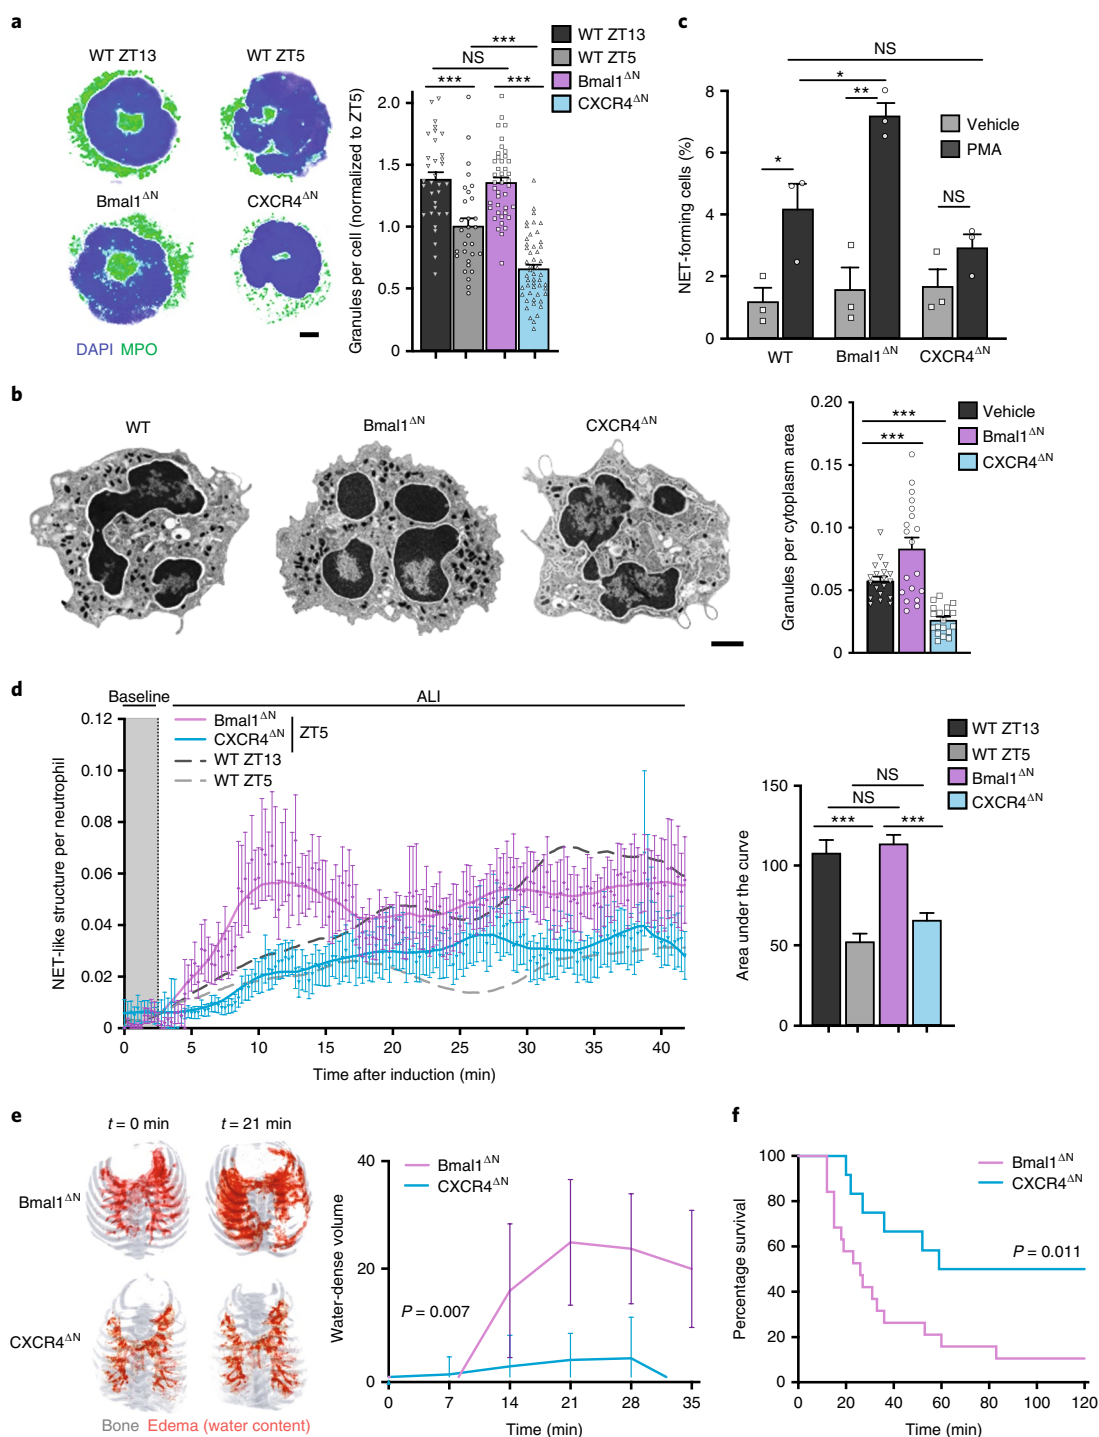 a
WT ZT13
WT ZT5
Bmal1ΔN
CXCR4ΔN
DAPI MPO
Granules per cell (normalized to ZT5)
2.0
1.5
1.0
0.5
0
***
NS
***
***
WT ZT13
WT ZT5
Bmal1ΔN
CXCR4ΔN
c
NET-forming cells (%)
8
6
4
2
0
NS
*
**
*
NS
Vehicle
PMA
WT
Bmal1ΔN
CXCR4ΔN
b
WT
Bmal1ΔN
CXCR4ΔN
Granules per cytoplasm area
0.20
0.15
0.10
0.05
0
***
***
Vehicle
Bmal1ΔN
CXCR4ΔN
d
Baseline
ALI
NET-like structure per neutrophil
0.12
0.10
0.08
0.06
0.04
0.02
0
Bmal1ΔN
CXCR4ΔN
ZT5
WT ZT13
WT ZT5
0 5 10 15 20 25 30 35 40
Time after induction (min)
Area under the curve
150
100
50
0
NS
NS
***
***
WT ZT13
WT ZT5
Bmal1ΔN
CXCR4ΔN
e
t = 0 min
t = 21 min
Bmal1ΔN
CXCR4ΔN
Bone Edema (water content)
Water-dense volume
40
20
0
Bmal1ΔN
CXCR4ΔN
P = 0.007
0 7 14 21 28 35
Time (min)
f
Percentage survival
100
80
60
40
20
0
Bmal1ΔN
CXCR4ΔN
P = 0.011
0 20 40 60 80 100 120
Time (min)